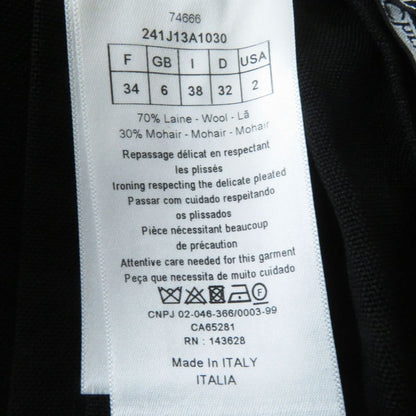 74666
241J13A1030
F GB I D USA
34 6 38 32 2
70% Laine - Wool - Lã
30% Mohair - Mohair - Mohair
Repassage délicat en respectant
les plissés
Ironing respecting the delicate pleated
Passar com cuidado respeitando
os plissados
Pièce nécessitant beaucoup
de précaution
Attentive care needed for this garment
Peça que necessita de muito cuidado
F
CNPJ 02-046-366/0003-99
CA65281
RN : 143628
Made In ITALY
ITALIA